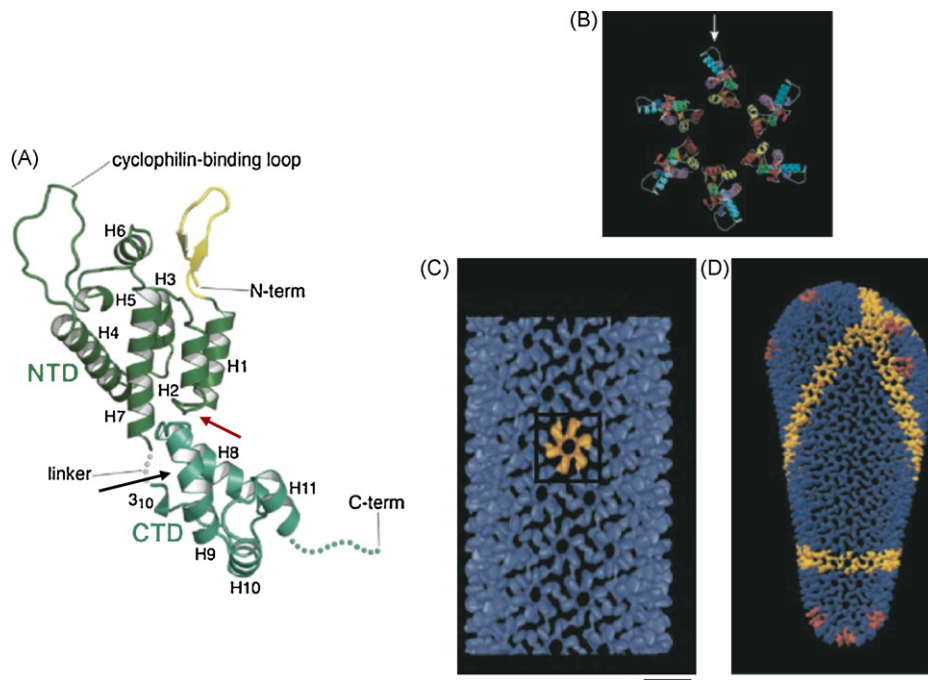 (A)
cyclophilin-binding loop
H6
H3
N-term
H5
H4
NTD
H1
H2
H7
linker
H8
3₁₀
H11
C-term
CTD
H9
H10
(B)
(C)
(D)